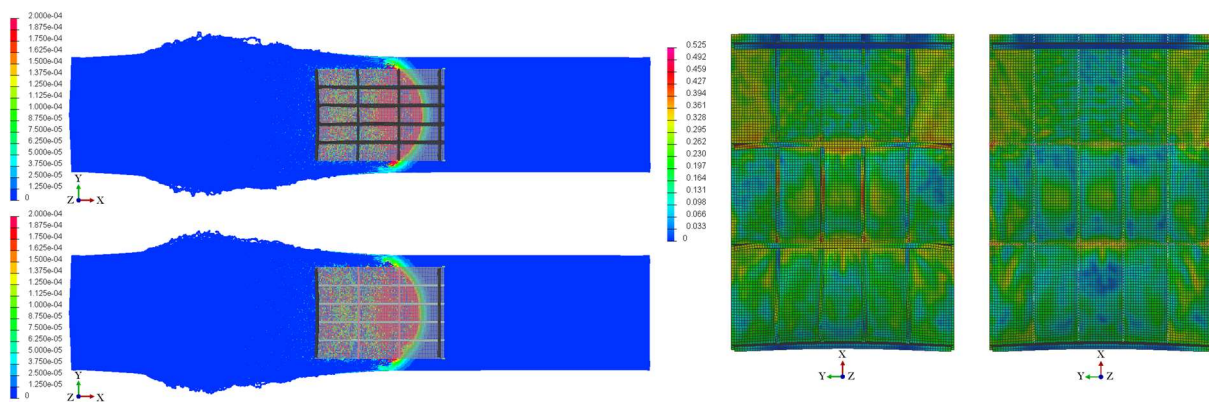 2.000e-04
1.875e-04
1.750e-04
1.625e-04
1.500e-04
1.375e-04
1.250e-04
1.125e-04
1.000e-04
8.750e-05
7.500e-05
6.250e-05
5.000e-05
3.750e-05
2.500e-05
1.250e-05
0
Y
Z
X
2.000e-04
1.875e-04
1.750e-04
1.625e-04
1.500e-04
1.375e-04
1.250e-04
1.125e-04
1.000e-04
8.750e-05
7.500e-05
6.250e-05
5.000e-05
3.750e-05
2.500e-05
1.250e-05
0
Y
Z
X
0.525
0.492
0.459
0.427
0.394
0.361
0.328
0.295
0.262
0.230
0.197
0.164
0.131
0.098
0.066
0.033
0
X
Y
Z
X
Y
Z